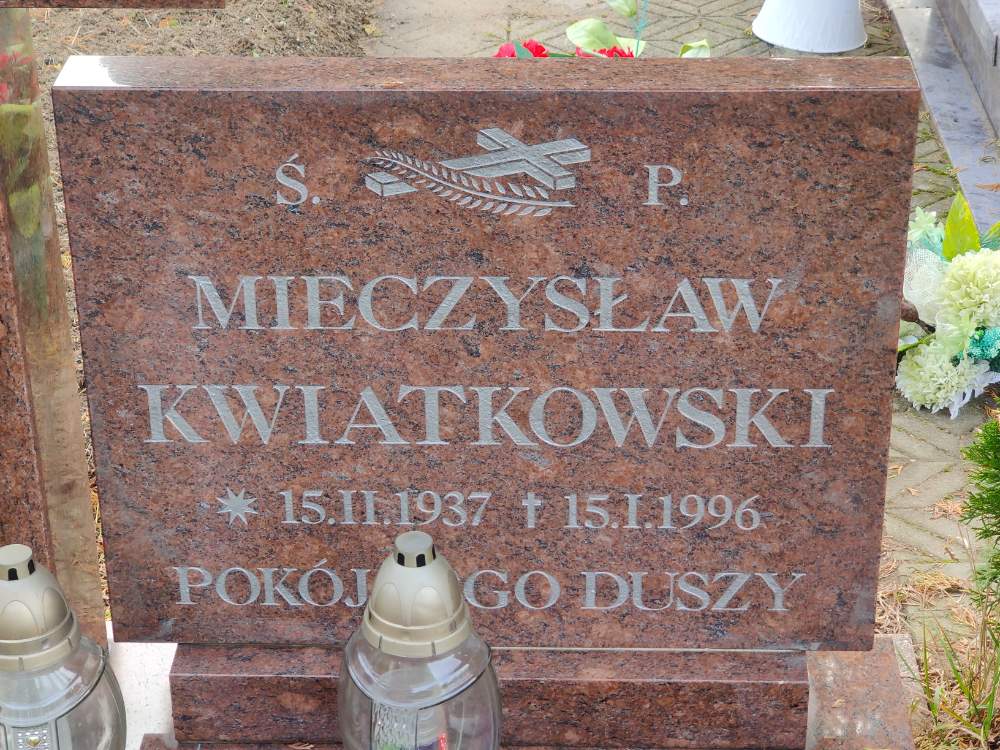 Ś. P.
MIECZYSŁAW
KWIATKOWSKI
15.II.1937 15.I.1996
POKÓJ DUSZY